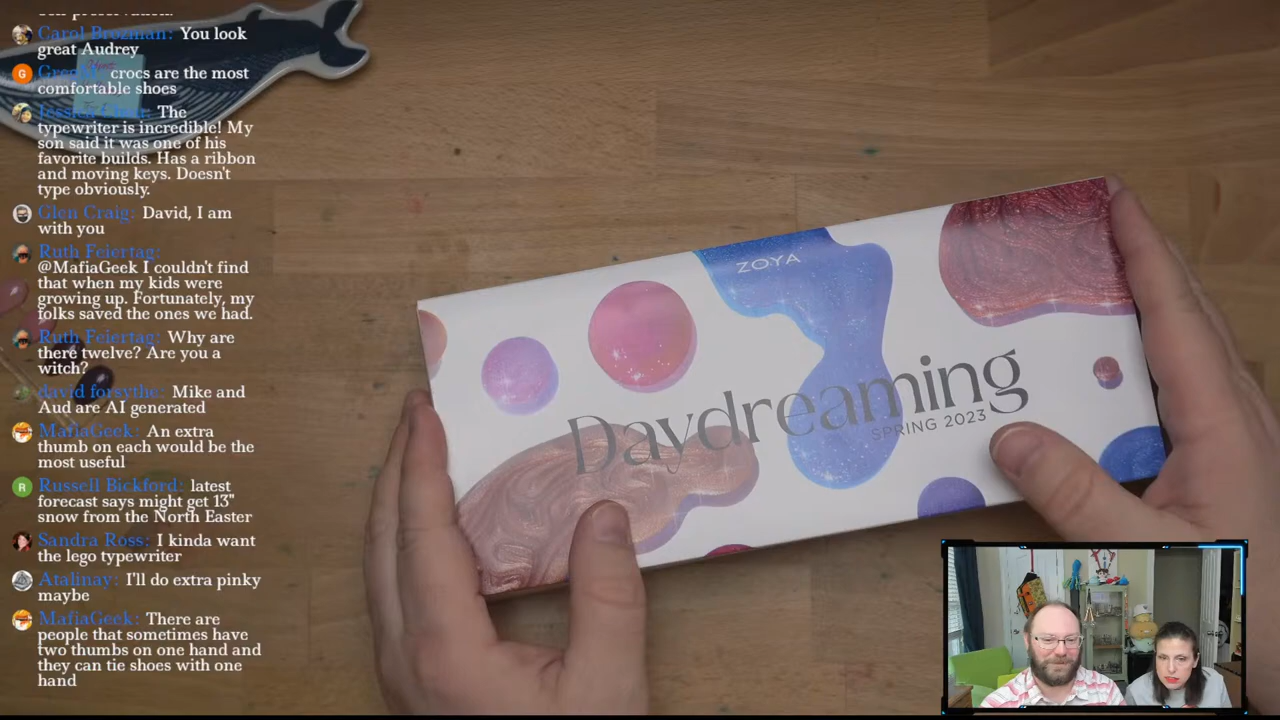 Carol Brozman: You look
great Audrey
crocs are the most
comfortable shoes
The
typewriter is incredible! My
son said it was one of his
favorite builds. Has a ribbon
and moving keys. Doesn't
type obviously.
Glen Craig: David, I am
with you
Ruth Feiertag:
@MafiaGeek I couldn't find
that when my kids were
growing up. Fortunately, my
folks saved the ones we had.
Ruth Feiertag: Why are
there twelve? Are you a
witch?
david forsythe: Mike and
Aud are AI generated
MafiaGeek: An extra
thumb on each would be the
most useful
Russell Bickford: latest
forecast says might get 13"
snow from the North Easter
Sandra Ross: I kinda want
the lego typewriter
Atalinay: I'll do extra pinky
maybe
MafiaGeek: There are
people that sometimes have
two thumbs on one hand and
they can tie shoes with one
hand
ZOYA
Daydreaming
SPRING 2023
G
R